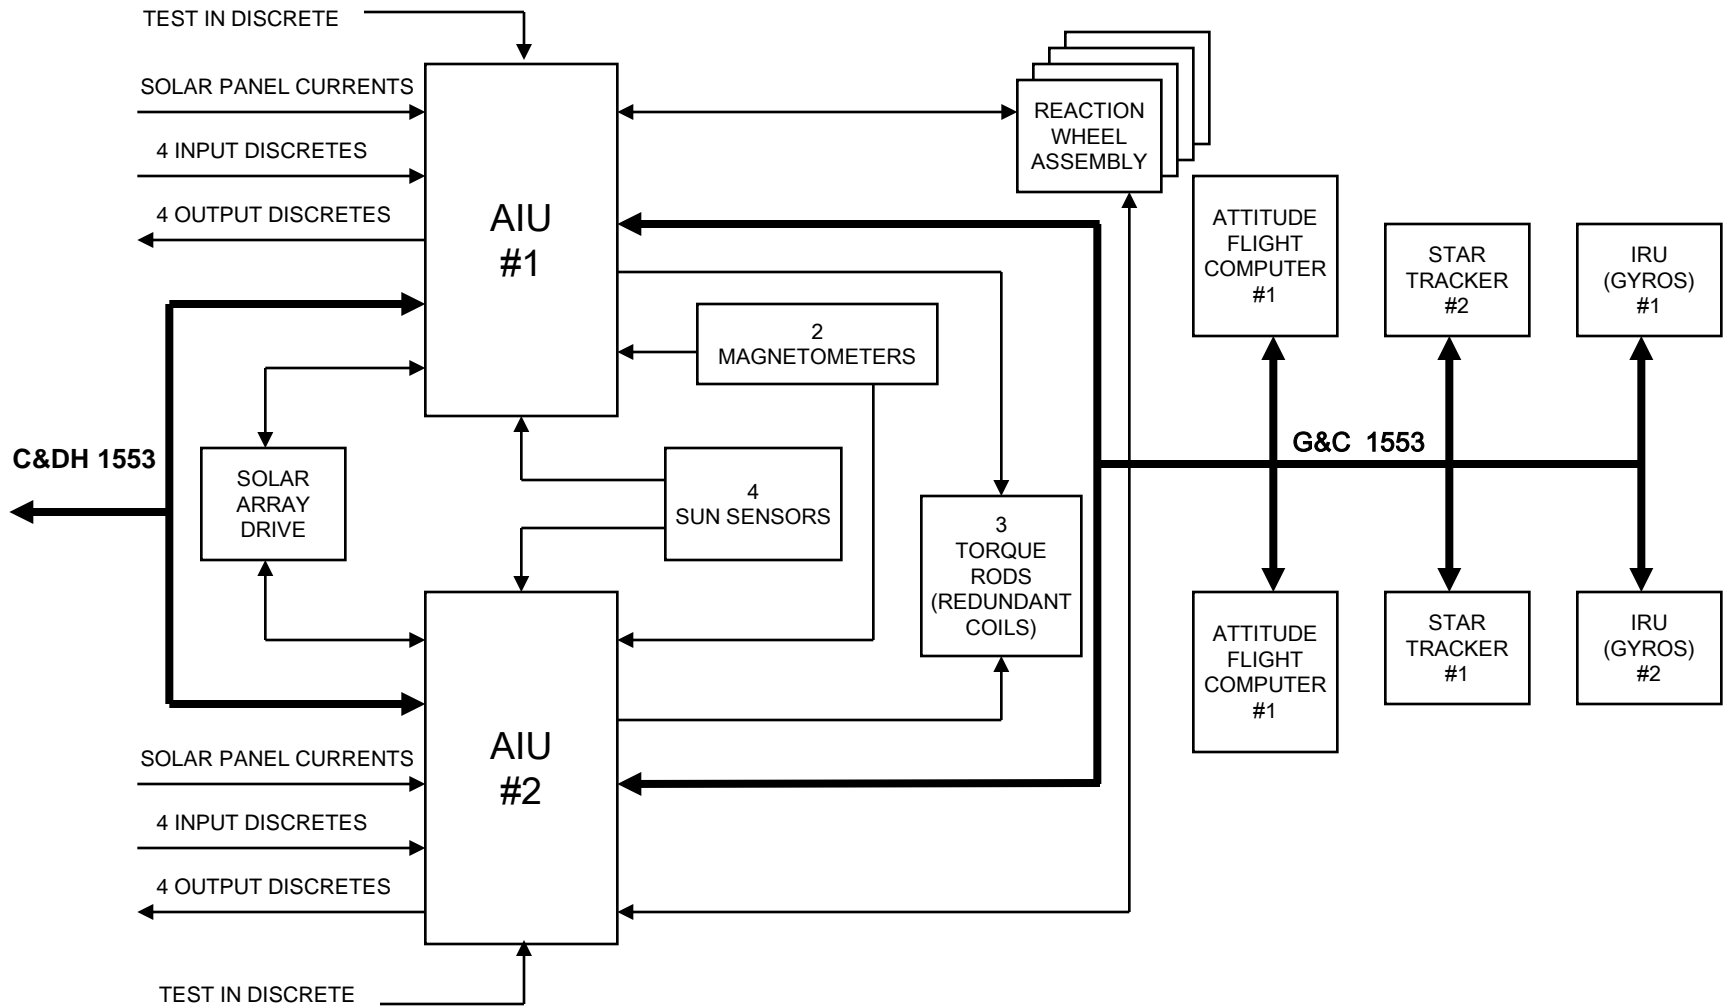 TEST IN DISCRETE
SOLAR PANEL CURRENTS
4 INPUT DISCRETES
4 OUTPUT DISCRETES
AIU
#1
REACTION
WHEEL
ASSEMBLY
ATTITUDE
FLIGHT
COMPUTER
#1
STAR
TRACKER
#2
IRU
(GYROS)
#1
2
MAGNETOMETERS
C&DH 1553
SOLAR
ARRAY
DRIVE
4
SUN SENSORS
G&C 1553
3
TORQUE
RODS
(REDUNDANT
COILS)
ATTITUDE
FLIGHT
COMPUTER
#1
STAR
TRACKER
#1
IRU
(GYROS)
#2
AIU
#2
SOLAR PANEL CURRENTS
4 INPUT DISCRETES
4 OUTPUT DISCRETES
TEST IN DISCRETE